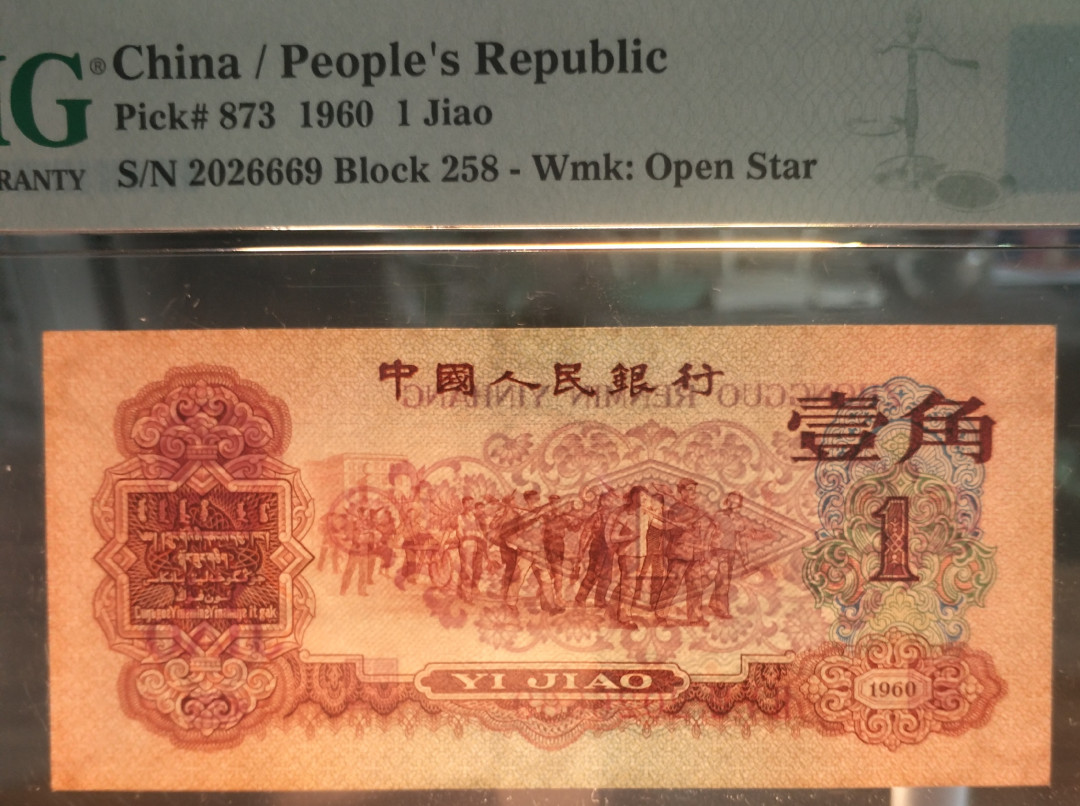 G® China / People's Republic
Pick# 873 1960 1 Jiao
RANTY S/N 2026669 Block 258 - Wmk: Open Star
中國人民銀行
壹角
1
YI JIAO
1960